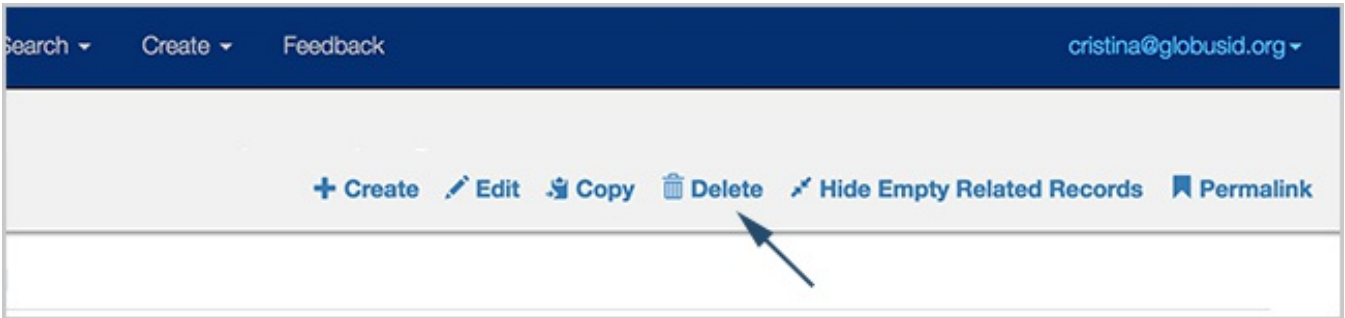 Search Create Feedback cristina@globusid.org
Create Edit Copy Delete Hide Empty Related Records Permalink